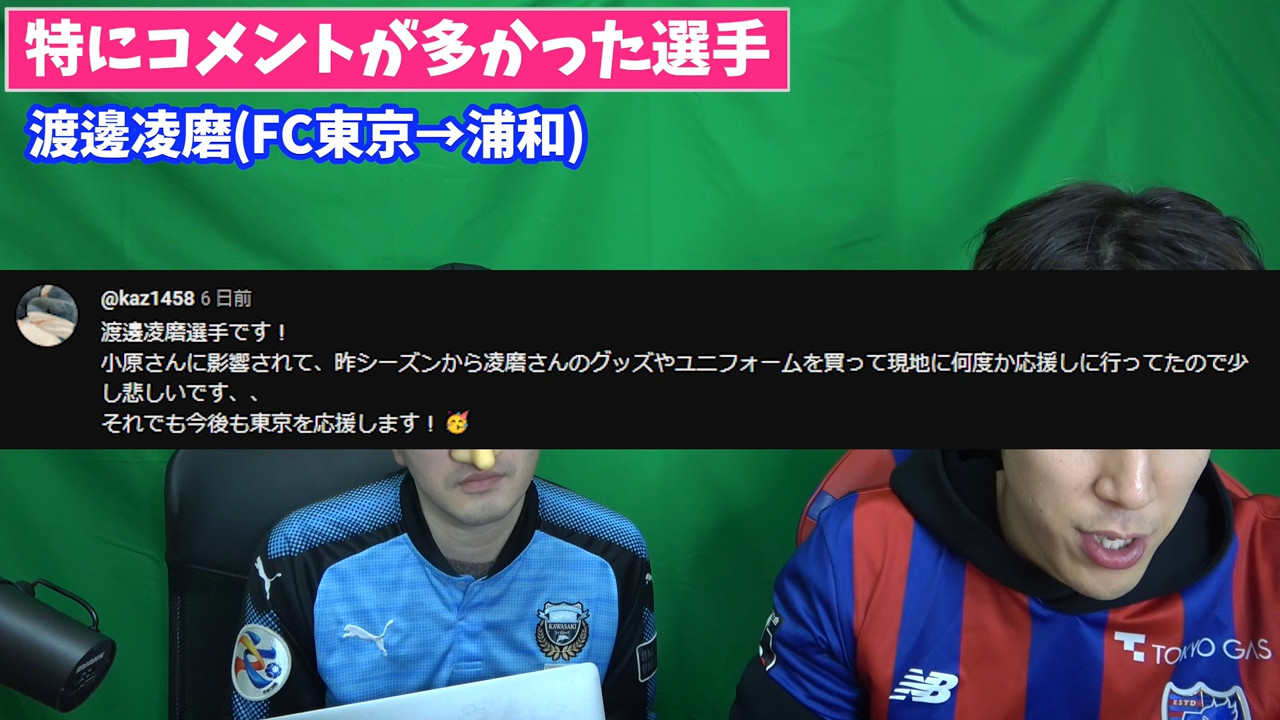 特にコメントが多かった選手
渡邊凌磨(FC東京→浦和)
@kaz1458 6 日前
渡邊凌磨選手です！
小原さんに影響されて、昨シーズンから凌磨さんのグッズやユニフォームを買って現地に何度か応援しに行ってたので少
し悲しいです、、
それでも今後も東京を応援します！
KAWASAKI
TOKYO GAS
NB
ESTD